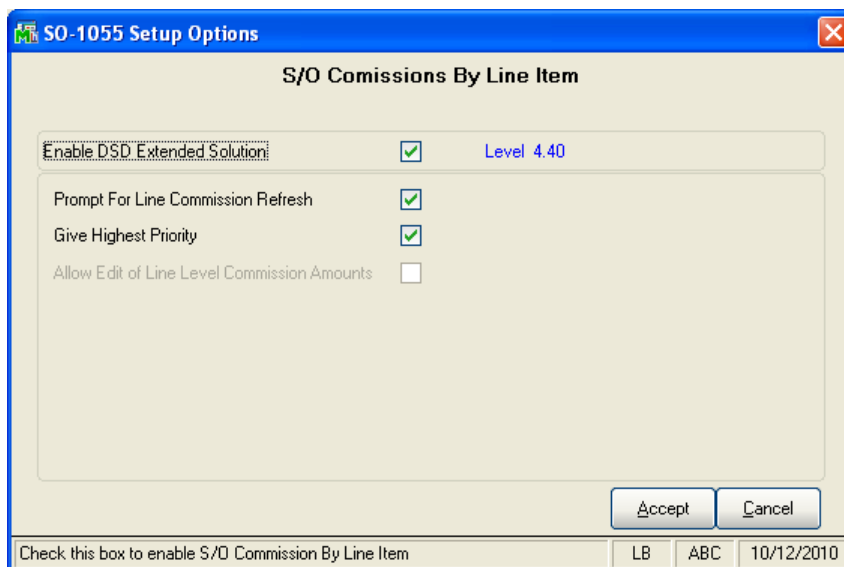 SO-1055 Setup Options
S/O Comissions By Line Item
Enable DSD Extended Solution Level 4.40
Prompt For Line Commission Refresh
Give Highest Priority
Allow Edit of Line Level Commission Amounts
Accept Cancel
Check this box to enable S/O Commission By Line Item LB ABC 10/12/2010